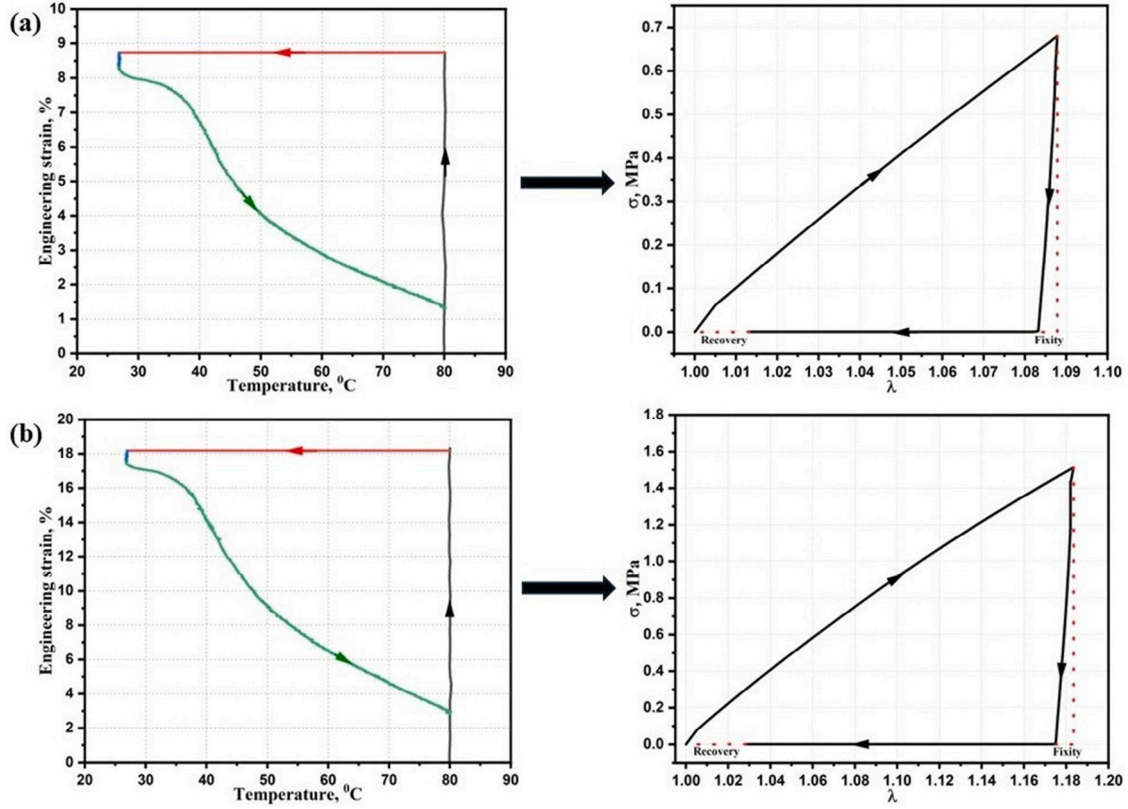 (a)
10
9
8
7
6
5
4
3
2
1
0
Engineering strain, %
20 30 40 50 60 70 80 90
Temperature, ⁰C
0.7
0.6
0.5
0.4
0.3
0.2
0.1
0.0
σ, MPa
Recovery
Fixity
1.00 1.01 1.02 1.03 1.04 1.05 1.06 1.07 1.08 1.09 1.10
λ
(b)
20
18
16
14
12
10
8
6
4
2
0
Engineering strain, %
20 30 40 50 60 70 80 90
Temperature, ⁰C
1.8
1.6
1.4
1.2
1.0
0.8
0.6
0.4
0.2
0.0
σ, MPa
Recovery
Fixity
1.00 1.02 1.04 1.06 1.08 1.10 1.12 1.14 1.16 1.18 1.20
λ